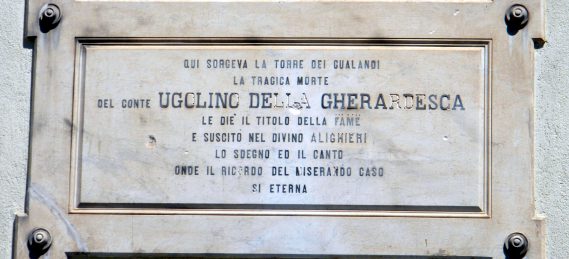 QUI SORGEVA LA TORRE DEI GUALANDI
LA TRAGICA MORTE
DEL CONTE UGOLINO DELLA GHERARDESCA
LE DIE' IL TITOLO DELLA FAME
E SUSCITÒ NEL DIVINO ALIGHIERI
LO SDEGNO ED IL CANTO
ONDE IL RICORDO DEL MISERANDO CASO
SI ETERNA